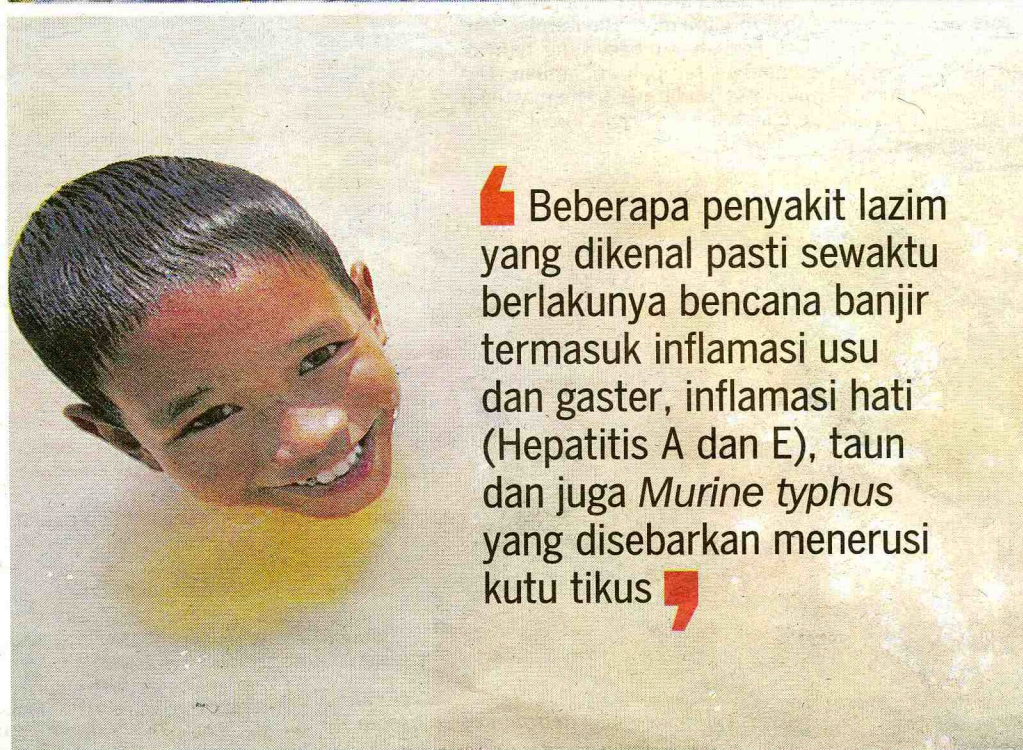 ‘ Beberapa penyakit lazim
yang dikenal pasti sewaktu
berlakunya bencana banjir
termasuk inflamasi usu
dan gaster, inflamasi hati
(Hepatitis A dan E), taun
dan juga Murine typhus
yang disebarkan menerusi
kutu tikus ’